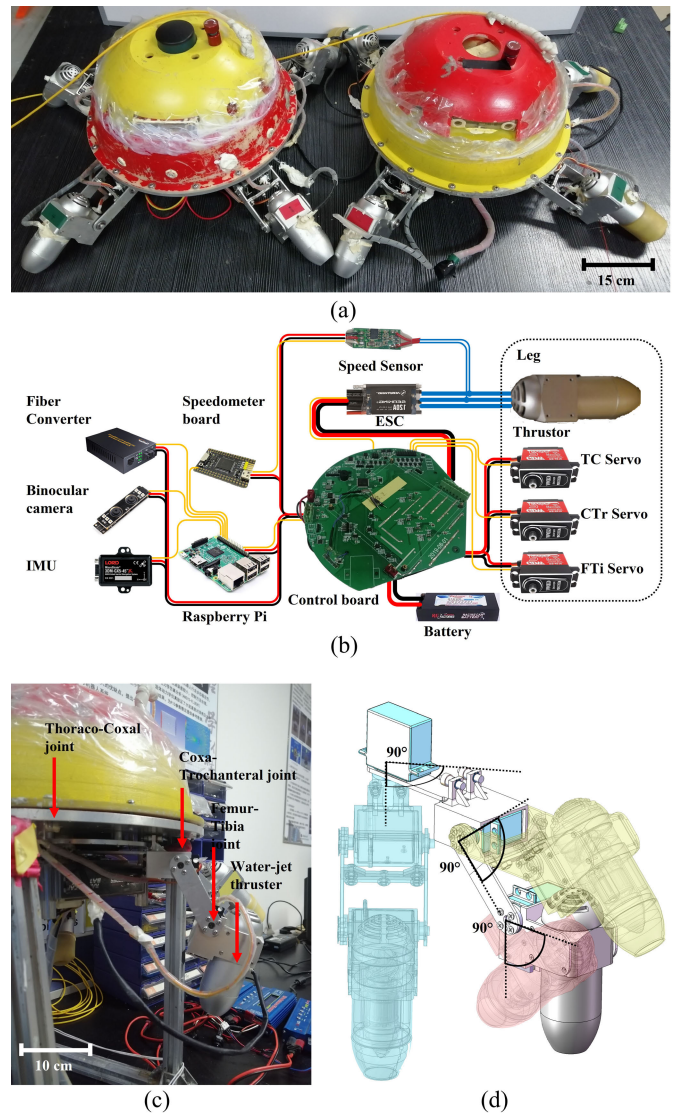 15 cm
(a)
Speed Sensor
Leg
Fiber
Converter
Speedometer
board
ESC
Thrustor
TC Servo
Binocular
camera
CTr Servo
IMU
FTi Servo
Raspberry Pi
Control board
Battery
(b)
Thoraco-Coxal
joint
Coxa-
Trochanteral joint
Femur-
Tibia
joint
Water-jet
thruster
10 cm
(c)
90°
90°
90°
(d)